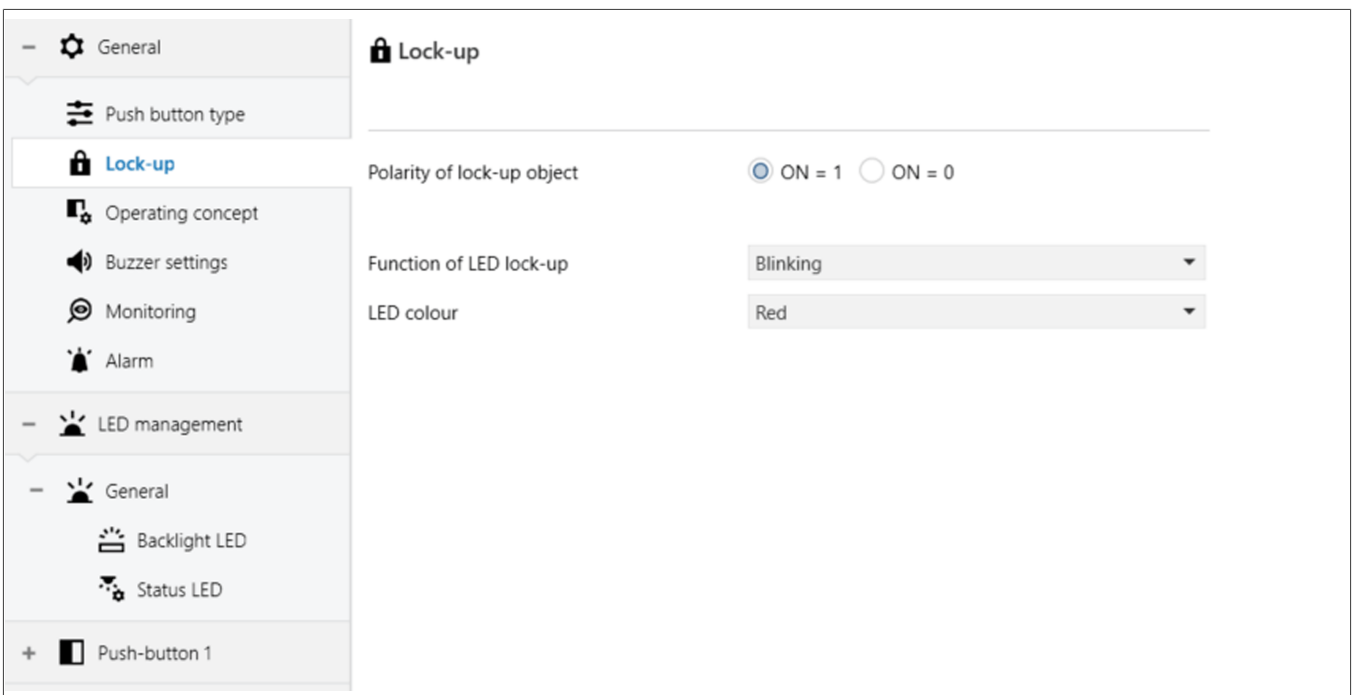 General
Push button type
Lock-up
Operating concept
Buzzer settings
Monitoring
Alarm
LED management
General
Backlight LED
Status LED
Push-button 1
Lock-up
Polarity of lock-up object ON = 1 ON = 0
Function of LED lock-up Blinking
LED colour Red